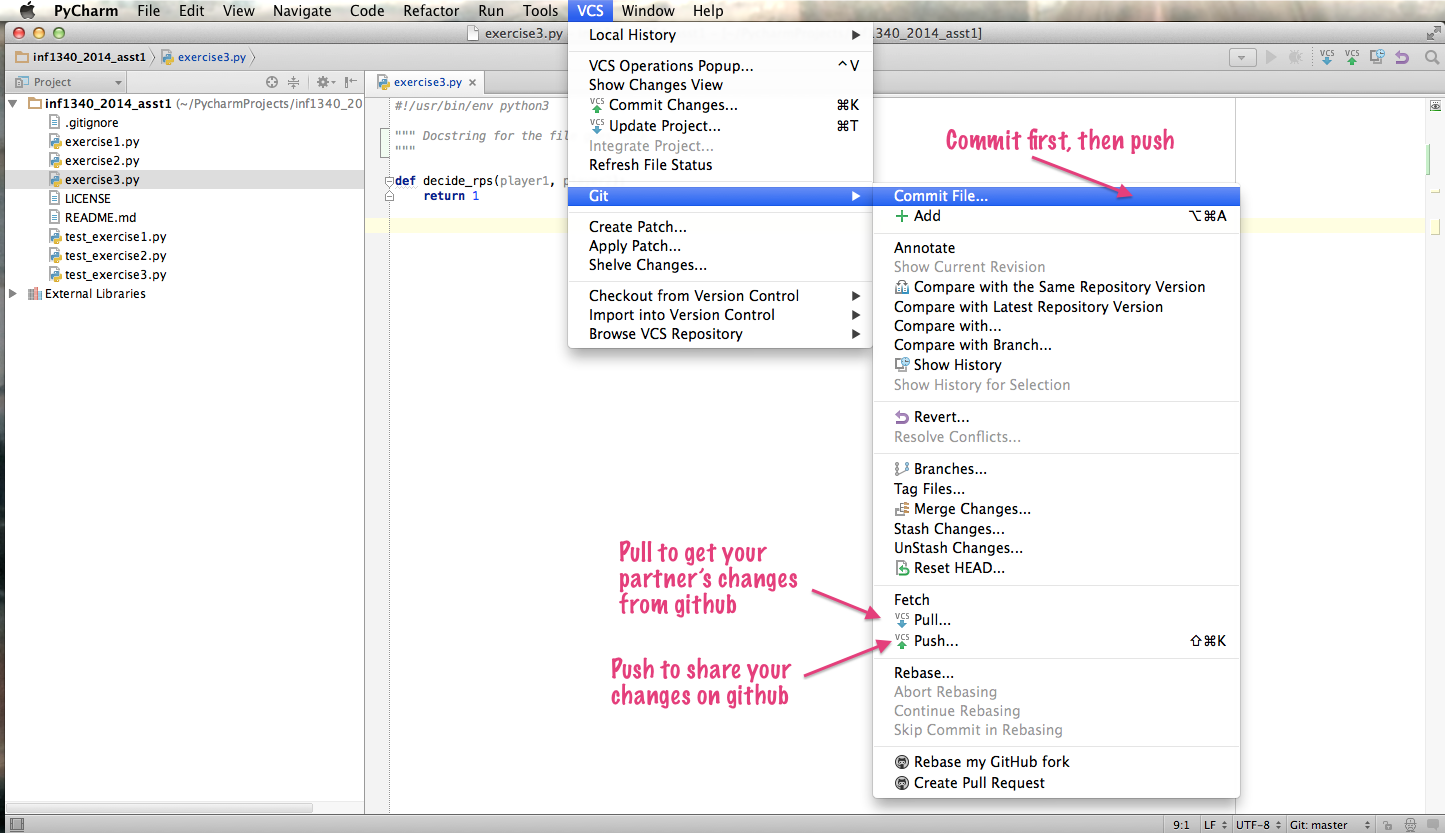 PyCharm File Edit View Navigate Code Refactor Run Tools VCS Window Help
exercise3.py
_1340_2014_asst1]
inf1340_2014_asst1 exercise3.py
VCS VCS
Project
exercise3.py
inf1340_2014_asst1 (~/PycharmProjects/inf1340_20
.gitignore
exercise1.py
exercise2.py
exercise3.py
LICENSE
README.md
test_exercise1.py
test_exercise2.py
test_exercise3.py
External Libraries
#!/usr/bin/env python3
""" Docstring for the fil
"""
def decide_rps(player1, p
return 1
Local History
VCS Operations Popup... ^V
Show Changes View
VCS Commit Changes... ⌘K
VCS Update Project... ⌘T
Integrate Project...
Refresh File Status
Git
Create Patch...
Apply Patch...
Shelve Changes...
Checkout from Version Control
Import into Version Control
Browse VCS Repository
Commit first, then push
Commit File...
Add ⌥⌘A
Annotate
Show Current Revision
Compare with the Same Repository Version
Compare with Latest Repository Version
Compare with...
Compare with Branch...
Show History
Show History for Selection
Revert...
Resolve Conflicts...
Branches...
Tag Files...
Merge Changes...
Stash Changes...
UnStash Changes...
Reset HEAD...
Fetch
VCS Pull...
VCS Push... ⇧⌘K
Rebase...
Abort Rebasing
Continue Rebasing
Skip Commit in Rebasing
Rebase my GitHub fork
Create Pull Request
Pull to get your
partner's changes
from github
Push to share your
changes on github
9:1 LF UTF-8 Git: master